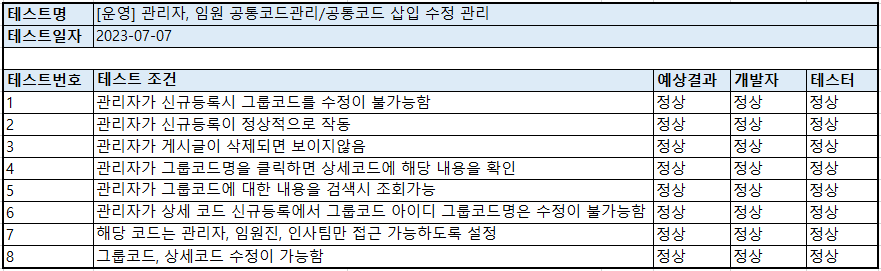 테스트명 [운영] 관리자, 임원 공통코드관리/공통코드 삽입 수정 관리
테스트일자 2023-07-07
테스트번호 테스트 조건 예상결과 개발자 테스터
1 관리자가 신규등록시 그룹코드를 수정이 불가능함 정상 정상 정상
2 관리자가 신규등록이 정상적으로 작동 정상 정상 정상
3 관리자가 게시글이 삭제되면 보이지않음 정상 정상 정상
4 관리자가 그룹코드명을 클릭하면 상세코드에 해당 내용을 확인 정상 정상 정상
5 관리자가 그룹코드에 대한 내용을 검색시 조회가능 정상 정상 정상
6 관리자가 상세 코드 신규등록에서 그룹코드 아이디 그룹코드명은 수정이 불가능함 정상 정상 정상
7 해당 코드는 관리자, 임원진, 인사팀만 접근 가능하도록 설정 정상 정상 정상
8 그룹코드, 상세코드 수정이 가능함 정상 정상 정상